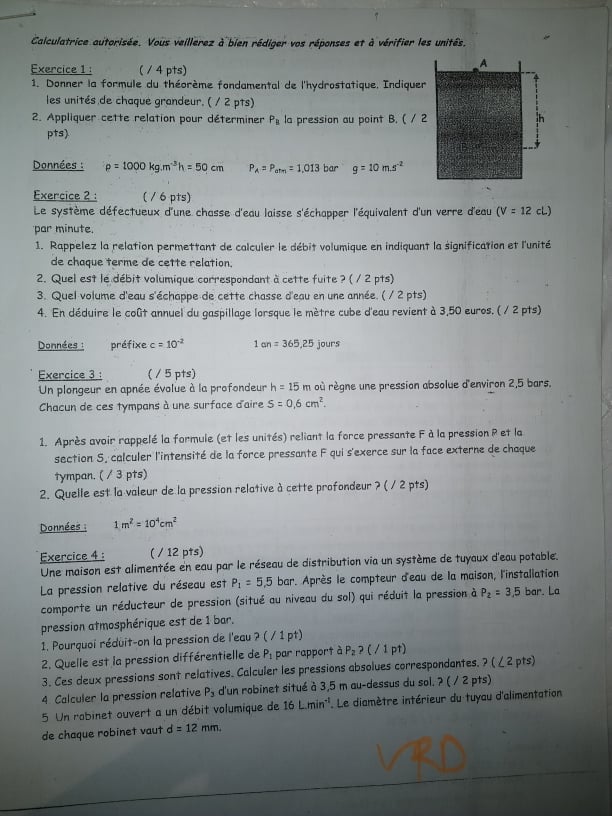 Calculatrice autorisée. Vous veillerez à bien rédiger vos réponses et à vérifier les unités.
Exercice 1 : ( / 4 pts)
1. Donner la formule du théorème fondamental de l'hydrostatique. Indiquer
les unités de chaque grandeur. ( / 2 pts)
2. Appliquer cette relation pour déterminer P_B la pression au point B. ( / 2
pts)
A
h
Données : ρ = 1000 kg.m⁻³ h = 50 cm P_A = P_atm = 1,013 bar g = 10 m.s⁻²
Exercice 2 : ( / 6 pts)
Le système défectueux d'une chasse d'eau laisse s'échapper l'équivalent d'un verre d'eau (V = 12 cL)
par minute.
1. Rappelez la relation permettant de calculer le débit volumique en indiquant la signification et l'unité
de chaque terme de cette relation.
2. Quel est le débit volumique correspondant à cette fuite ? ( / 2 pts)
3. Quel volume d'eau s'échappe de cette chasse d'eau en une année. ( / 2 pts)
4. En déduire le coût annuel du gaspillage lorsque le mètre cube d'eau revient à 3,50 euros. ( / 2 pts)
Données : préfixe c = 10⁻² 1 an = 365,25 jours
Exercice 3 : ( / 5 pts)
Un plongeur en apnée évolue à la profondeur h = 15 m où règne une pression absolue d'environ 2,5 bars.
Chacun de ces tympans à une surface d'aire S = 0,6 cm².
1. Après avoir rappelé la formule (et les unités) reliant la force pressante F à la pression P et la
section S, calculer l'intensité de la force pressante F qui s'exerce sur la face externe de chaque
tympan. ( / 3 pts)
2. Quelle est la valeur de la pression relative à cette profondeur ? ( / 2 pts)
Données : 1 m² = 10⁴cm²
Exercice 4 : ( / 12 pts)
Une maison est alimentée en eau par le réseau de distribution via un système de tuyaux d'eau potable.
La pression relative du réseau est P₁ = 5,5 bar. Après le compteur d'eau de la maison, l'installation
comporte un réducteur de pression (situé au niveau du sol) qui réduit la pression à P₂ = 3,5 bar. La
pression atmosphérique est de 1 bar.
1. Pourquoi réduit-on la pression de l'eau ? ( / 1 pt)
2. Quelle est la pression différentielle de P₁ par rapport à P₂ ? ( / 1 pt)
3. Ces deux pressions sont relatives. Calculer les pressions absolues correspondantes. ? ( / 2 pts)
4 Calculer la pression relative P₃ d'un robinet situé à 3,5 m au-dessus du sol. ? ( / 2 pts)
5 Un robinet ouvert a un débit volumique de 16 L.min⁻¹. Le diamètre intérieur du tuyau d'alimentation
de chaque robinet vaut d = 12 mm.
VRD